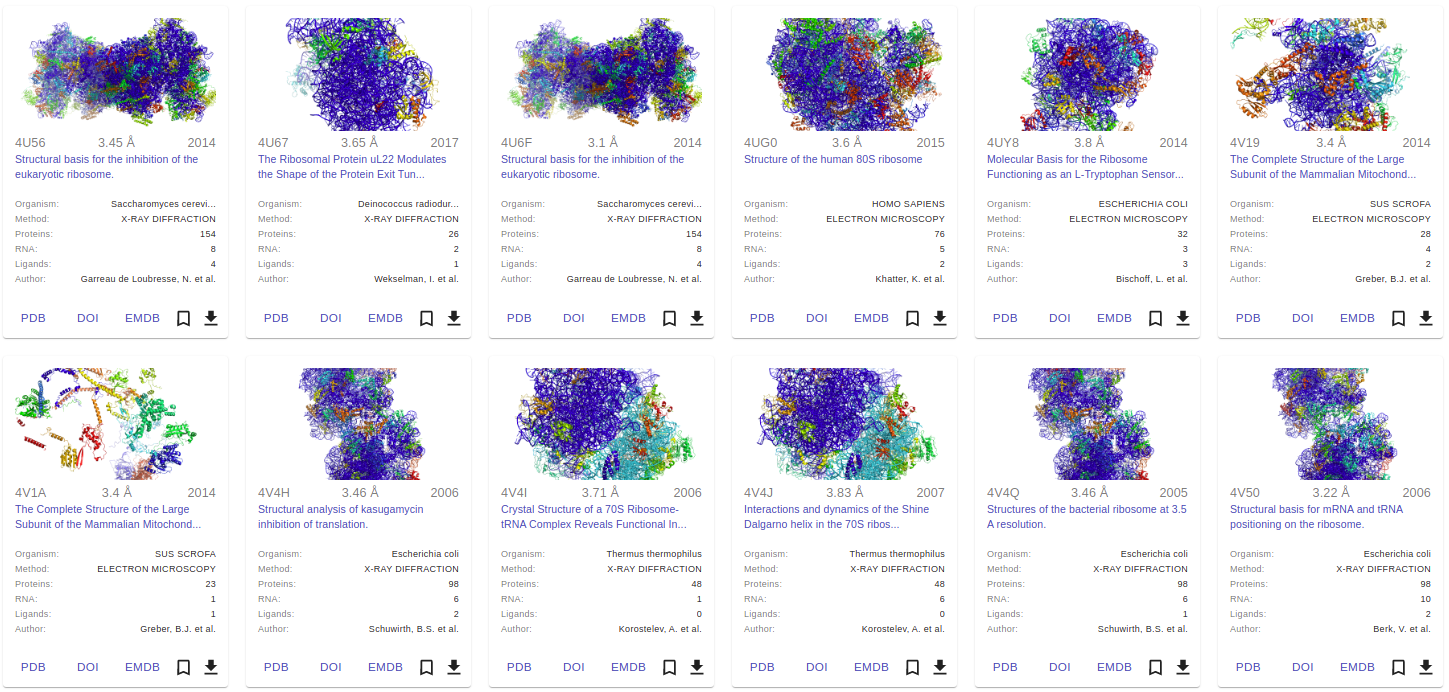 4U56 3.45 Å 2014
Structural basis for the inhibition of the
eukaryotic ribosome.
Organism: Saccharomyces cerevi...
Method: X-RAY DIFFRACTION
Proteins: 154
RNA: 8
Ligands: 4
Author: Garreau de Loubresse, N. et al.
PDB DOI EMDB
4U67 3.65 Å 2017
The Ribosomal Protein uL22 Modulates
the Shape of the Protein Exit Tun...
Organism: Deinococcus radiodur...
Method: X-RAY DIFFRACTION
Proteins: 26
RNA: 2
Ligands: 1
Author: Wekselman, I. et al.
PDB DOI EMDB
4U6F 3.1 Å 2014
Structural basis for the inhibition of the
eukaryotic ribosome.
Organism: Saccharomyces cerevi...
Method: X-RAY DIFFRACTION
Proteins: 154
RNA: 8
Ligands: 4
Author: Garreau de Loubresse, N. et al.
PDB DOI EMDB
4UG0 3.6 Å 2015
Structure of the human 80S ribosome
Organism: HOMO SAPIENS
Method: ELECTRON MICROSCOPY
Proteins: 76
RNA: 5
Ligands: 2
Author: Khatter, K. et al.
PDB DOI EMDB
4UY8 3.8 Å 2014
Molecular Basis for the Ribosome
Functioning as an L-Tryptophan Sensor...
Organism: ESCHERICHIA COLI
Method: ELECTRON MICROSCOPY
Proteins: 32
RNA: 3
Ligands: 3
Author: Bischoff, L. et al.
PDB DOI EMDB
4V19 3.4 Å 2014
The Complete Structure of the Large
Subunit of the Mammalian Mitochond...
Organism: SUS SCROFA
Method: ELECTRON MICROSCOPY
Proteins: 28
RNA: 4
Ligands: 2
Author: Greber, B.J. et al.
PDB DOI EMDB
4V1A 3.4 Å 2014
The Complete Structure of the Large
Subunit of the Mammalian Mitochond...
Organism: SUS SCROFA
Method: ELECTRON MICROSCOPY
Proteins: 23
RNA: 1
Ligands: 1
Author: Greber, B.J. et al.
PDB DOI EMDB
4V4H 3.46 Å 2006
Structural analysis of kasugamycin
inhibition of translation.
Organism: Escherichia coli
Method: X-RAY DIFFRACTION
Proteins: 98
RNA: 6
Ligands: 2
Author: Schuwirth, B.S. et al.
PDB DOI EMDB
4V4I 3.71 Å 2006
Crystal Structure of a 70S Ribosome-
tRNA Complex Reveals Functional In...
Organism: Thermus thermophilus
Method: X-RAY DIFFRACTION
Proteins: 48
RNA: 1
Ligands: 0
Author: Korostelev, A. et al.
PDB DOI EMDB
4V4J 3.83 Å 2007
Interactions and dynamics of the Shine
Dalgarno helix in the 70S ribos...
Organism: Thermus thermophilus
Method: X-RAY DIFFRACTION
Proteins: 48
RNA: 6
Ligands: 0
Author: Korostelev, A. et al.
PDB DOI EMDB
4V4Q 3.46 Å 2005
Structures of the bacterial ribosome at 3.5
A resolution.
Organism: Escherichia coli
Method: X-RAY DIFFRACTION
Proteins: 98
RNA: 6
Ligands: 1
Author: Schuwirth, B.S. et al.
PDB DOI EMDB
4V50 3.22 Å 2006
Structural basis for mRNA and tRNA
positioning on the ribosome.
Organism: Escherichia coli
Method: X-RAY DIFFRACTION
Proteins: 98
RNA: 10
Ligands: 2
Author: Berk, V. et al.
PDB DOI EMDB